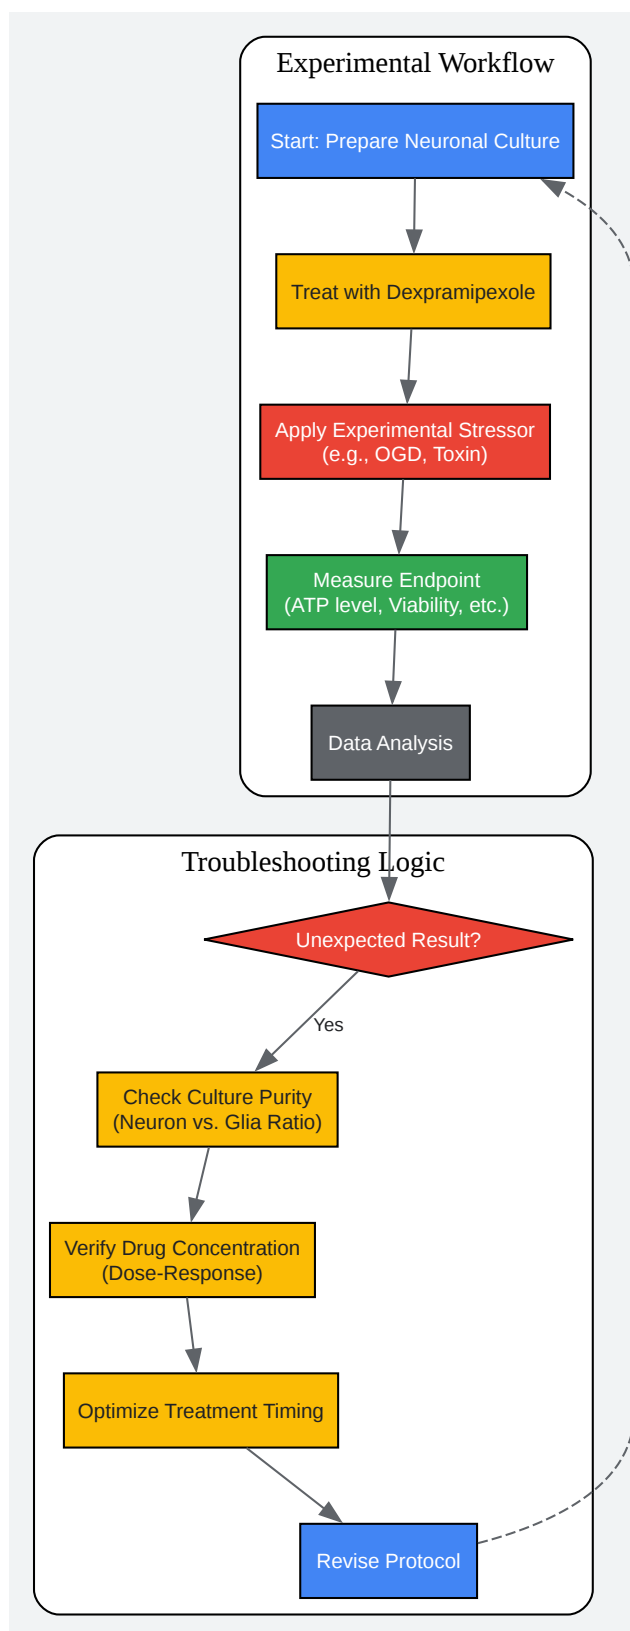 Experimental Workflow
Start: Prepare Neuronal Culture
Treat with Dexpramipexole
Apply Experimental Stressor
(e.g., OGD, Toxin)
Measure Endpoint
(ATP level, Viability, etc.)
Data Analysis
Troubleshooting Logic
Unexpected Result?
Yes
Check Culture Purity
(Neuron vs. Glia Ratio)
Verify Drug Concentration
(Dose-Response)
Optimize Treatment Timing
Revise Protocol